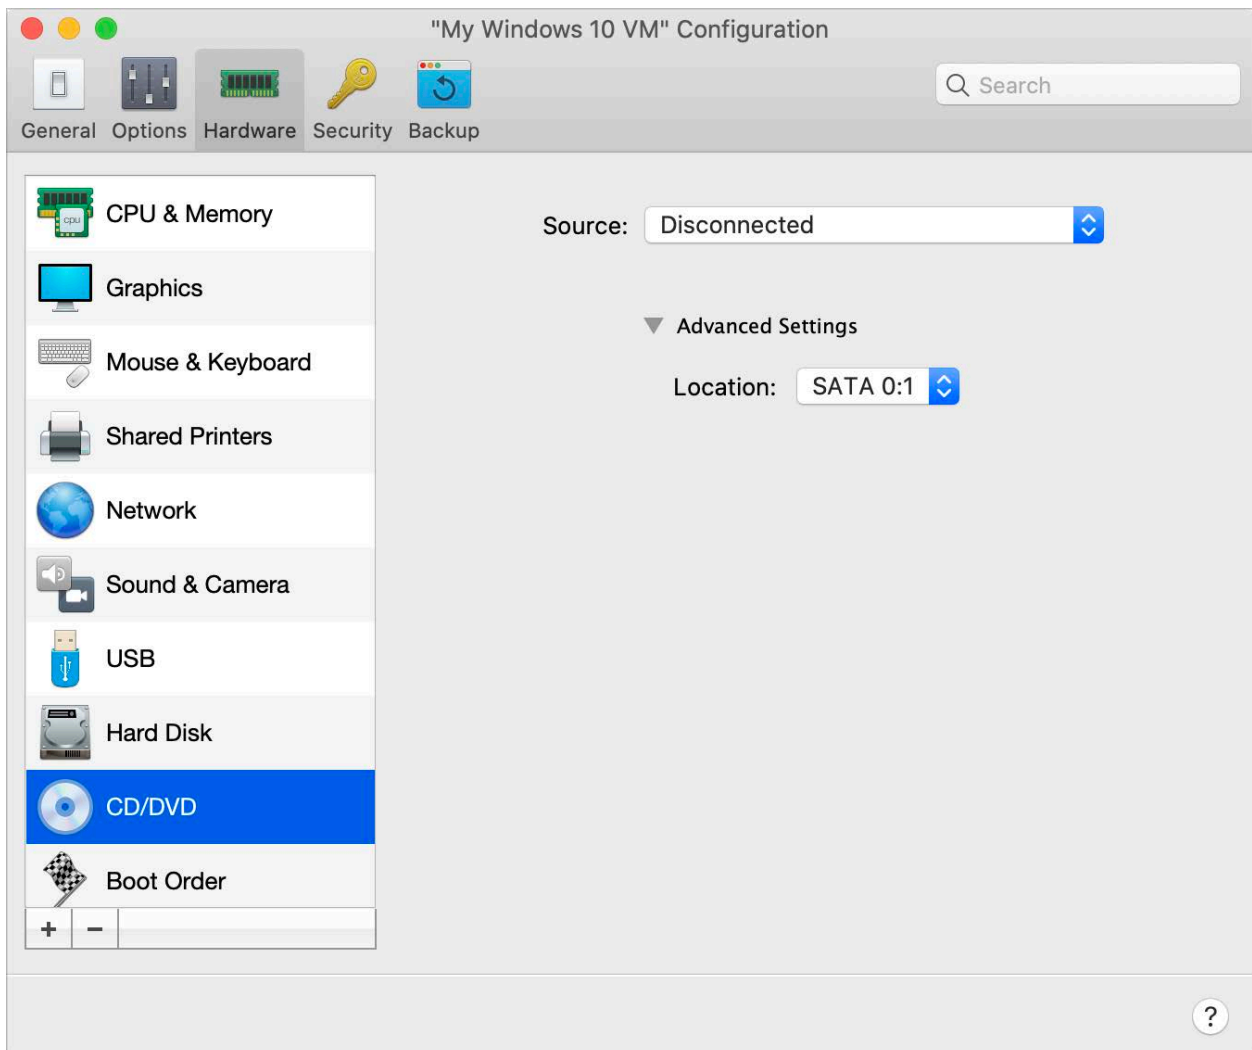 "My Windows 10 VM" Configuration
General Options Hardware Security Backup
Search
CPU & Memory
Graphics
Mouse & Keyboard
Shared Printers
Network
Sound & Camera
USB
Hard Disk
CD/DVD
Boot Order
+ −
Source: Disconnected
Advanced Settings
Location: SATA 0:1
?
cpu